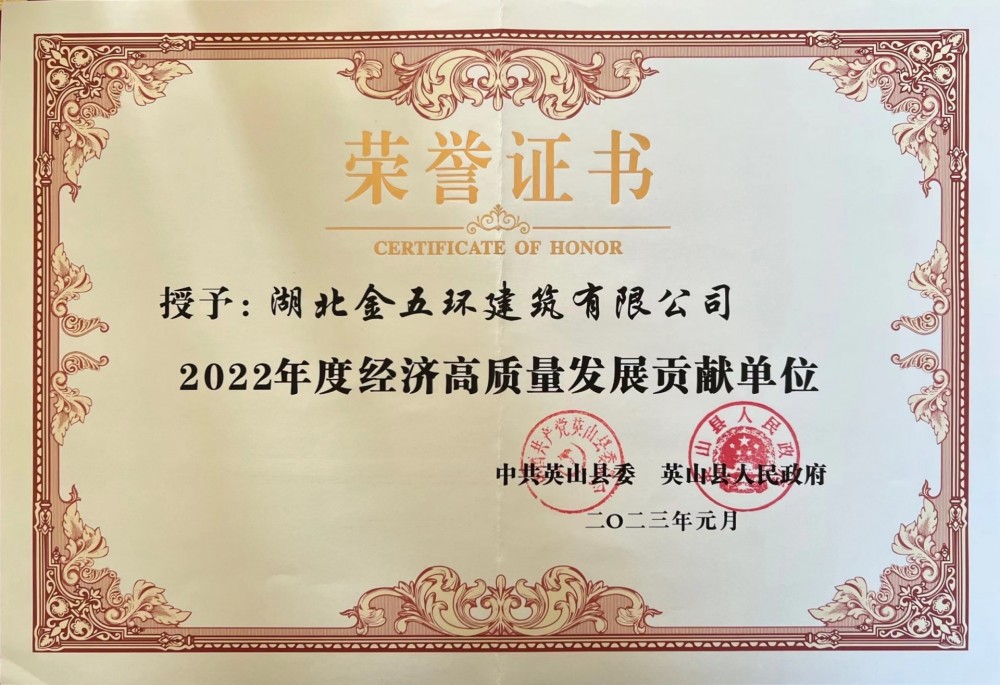 荣誉证书
CERTIFICATE OF HONOR
授予：湖北金五环建筑有限公司
2022年度经济高质量发展贡献单位
中共英山县委 英山县人民政府
二〇二三年元月